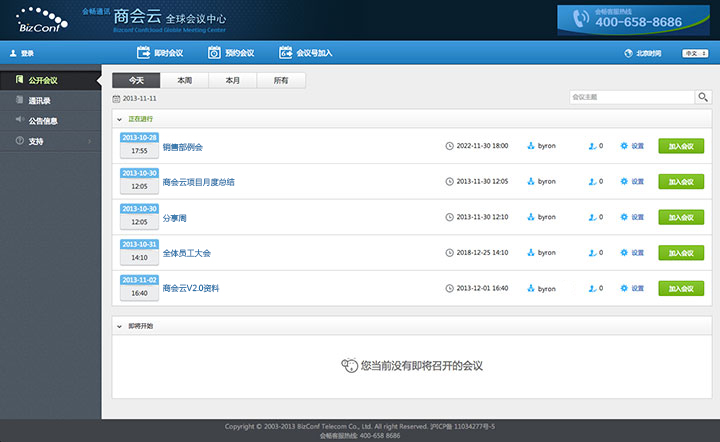 BizConf
会畅通讯 商会云 全球会议中心
Bizconf Confcloud Globle Meeting Center
会畅客服热线:
400-658-8686
登录 即时会议 预约会议 会议号加入 北京时间 中文
公开会议
通讯录
公告信息
支持
今天 本周 本月 所有
2013-11-11 会议主题
正在进行
2013-10-28
17:55 销售部例会 2022-11-30 18:00 byron 0 设置 加入会议
2013-10-30
12:05 商会云项目月度总结 2013-11-30 12:05 byron 0 设置 加入会议
2013-10-30
12:05 分享周 2013-11-30 12:10 byron 0 设置 加入会议
2013-10-31
14:10 全体员工大会 2018-12-25 14:10 byron 0 设置 加入会议
2013-11-02
16:40 商会云V2.0资料 2013-12-01 16:40 byron 0 设置 加入会议
即将开始
您当前没有即将召开的会议
Copyright © 2003-2013 BizConf Telecom Co., Ltd. All right Reserved. 沪ICP备 11034277号-5
会畅客服热线: 400-658 8686